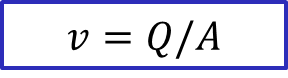 v = Q/A